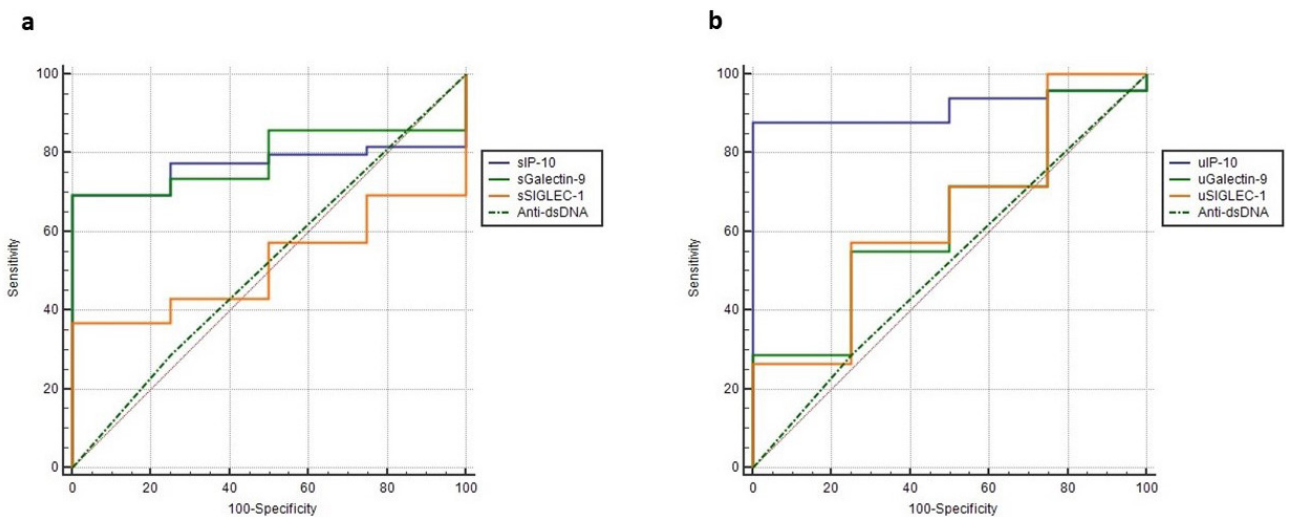 a
100
80
60
40
20
0
Sensitivity
0 20 40 60 80 100
100-Specificity
sIP-10
sGalectin-9
sSIGLEC-1
Anti-dsDNA
b
100
80
60
40
20
0
Sensitivity
0 20 40 60 80 100
100-Specificity
uIP-10
uGalectin-9
uSIGLEC-1
Anti-dsDNA